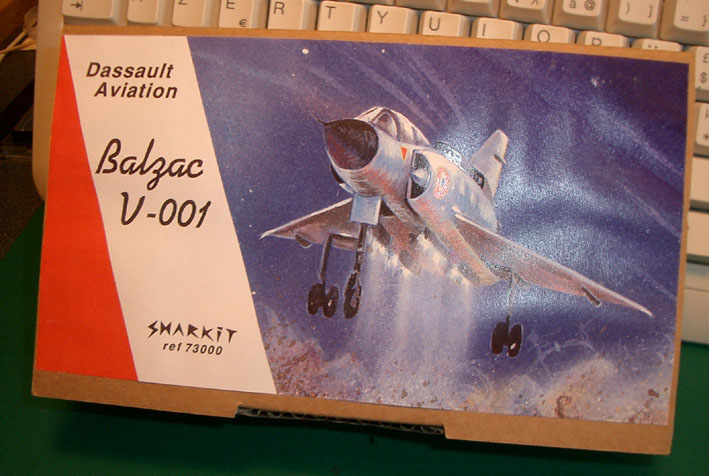 E R T Y U I O P
Dassault
Aviation
Balzac
V-001
SHARKIT
ref 73000